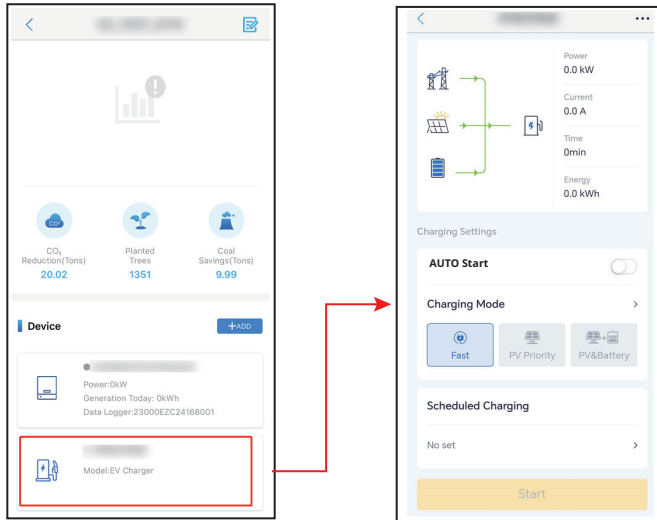 CO₂
CO₂
Reduction(Tons)
20.02
Planted
Trees
1351
Coal
Savings(Tons)
9.99
Device
+ADD
Power:0kW
Generation Today: 0kWh
Data Logger:23000EZC24168001
Model:EV Charger
Power
0.0 kW
Current
0.0 A
Time
0min
Energy
0.0 kWh
Charging Settings
AUTO Start
Charging Mode
Fast
PV Priority
PV&Battery
Scheduled Charging
No set
Start